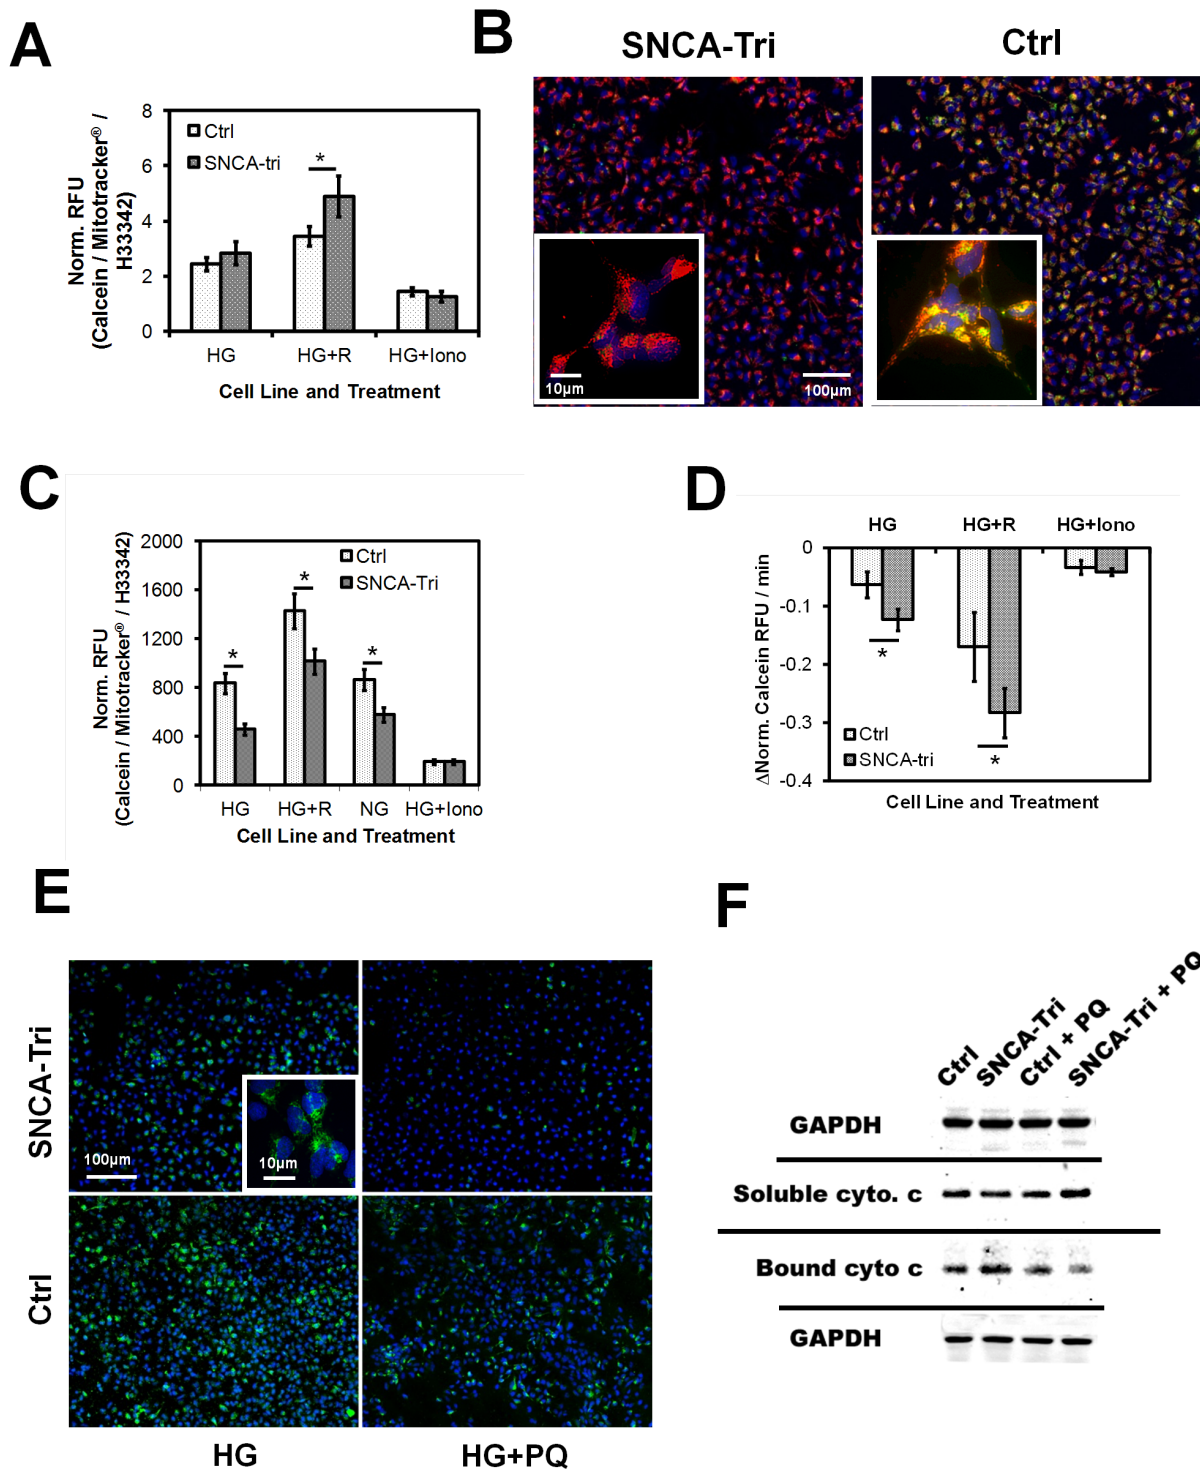 A
Norm. RFU
(Calcein / Mitotracker® /
H33342)
8
6
4
2
0
Ctrl
SNCA-tri
*
HG
HG+R
HG+Iono
Cell Line and Treatment
B
SNCA-Tri
Ctrl
10µm
100µm
C
Norm. RFU
(Calcein / Mitotracker® / H33342)
2000
1600
1200
800
400
0
Ctrl
SNCA-Tri
*
*
*
HG
HG+R
NG
HG+Iono
Cell Line and Treatment
D
HG
HG+R
HG+Iono
ΔNorm. Calcein RFU / min
0
-0.1
-0.2
-0.3
-0.4
*
*
Ctrl
SNCA-tri
Cell Line and Treatment
E
SNCA-Tri
Ctrl
100µm
10µm
HG
HG+PQ
F
Ctrl
SNCA-Tri
Ctrl + PQ
SNCA-Tri + PQ
GAPDH
Soluble cyto. c
Bound cyto c
GAPDH